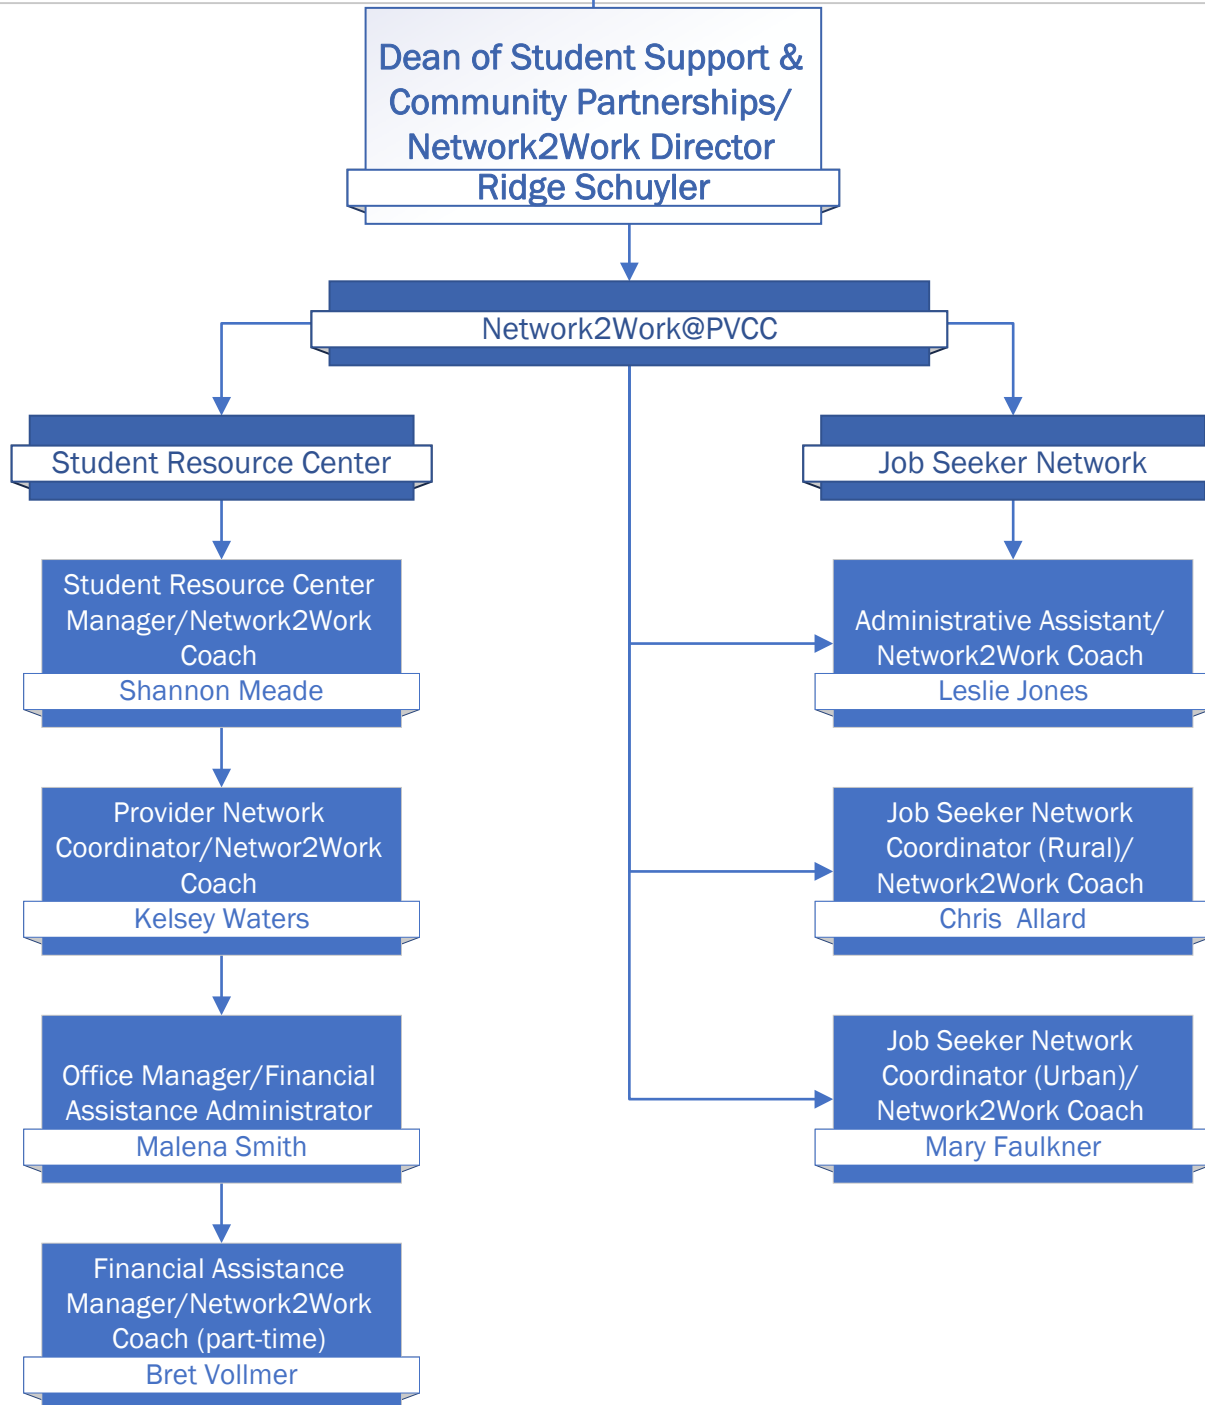 Dean of Student Support &
Community Partnerships/
Network2Work Director
Ridge Schuyler
Network2Work@PVCC
Student Resource Center
Job Seeker Network
Student Resource Center
Manager/Network2Work
Coach
Shannon Meade
Administrative Assistant/
Network2Work Coach
Leslie Jones
Provider Network
Coordinator/Networ2Work
Coach
Kelsey Waters
Job Seeker Network
Coordinator (Rural)/
Network2Work Coach
Chris  Allard
Office Manager/Financial
Assistance Administrator
Malena Smith
Job Seeker Network
Coordinator (Urban)/
Network2Work Coach
Mary Faulkner
Financial Assistance
Manager/Network2Work
Coach (part-time)
Bret Vollmer